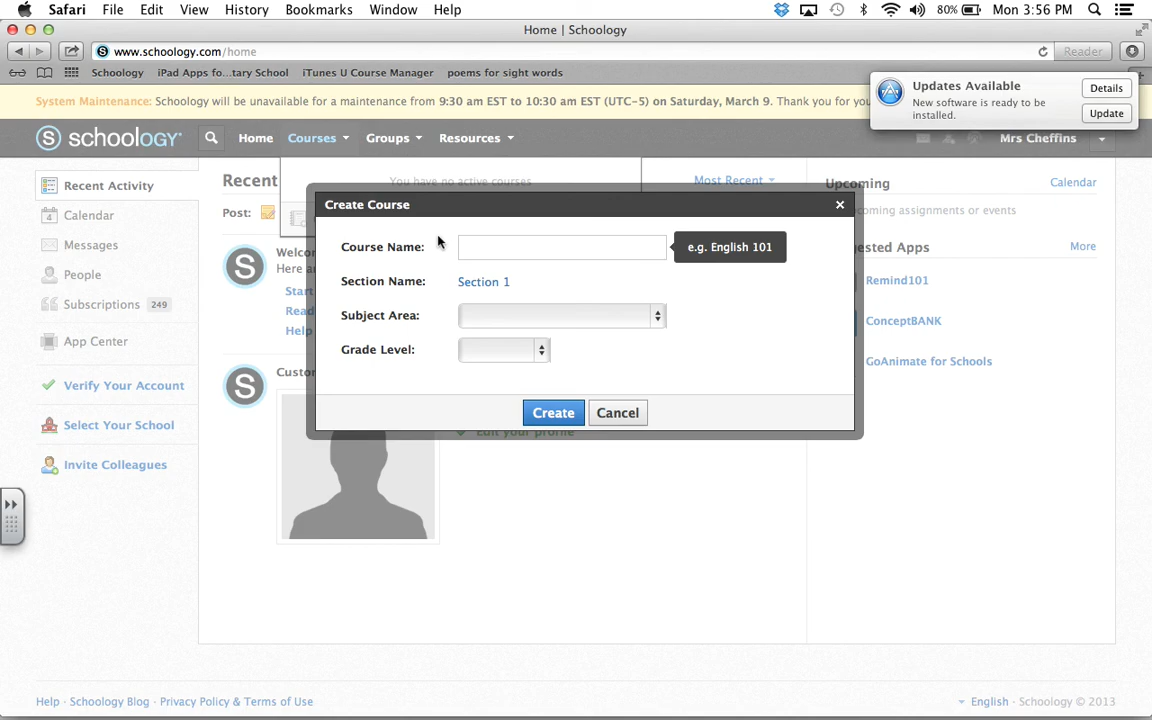 Safari File Edit View History Bookmarks Window Help 80% Mon 3:56 PM
Home | Schoology
www.schoology.com/home Reader
Schoology iPad Apps fo...tary School iTunes U Course Manager poems for sight words
Updates Available
New software is ready to be
installed.
Details
Update
System Maintenance: Schoology will be unavailable for a maintenance from 9:30 am EST to 10:30 am EST (UTC-5) on Saturday, March 9. Thank you for
S schoology Home Courses Groups Resources Mrs Cheffins
Recent Activity
4 Calendar
Messages
People
Subscriptions 249
App Center
Verify Your Account
Select Your School
Invite Colleagues
Recent
You have no active courses
Most Recent
Post:
Create Course
Course Name: e.g. English 101
Section Name: Section 1
Subject Area:
Grade Level:
Create Cancel
S
Here
Start
Help
S
Edit your profile
Upcoming Calendar
assignments or events
Apps More
Remind101
ConceptBANK
GoAnimate for Schools
Help · Schoology Blog · Privacy Policy & Terms of Use English · Schoology © 2013